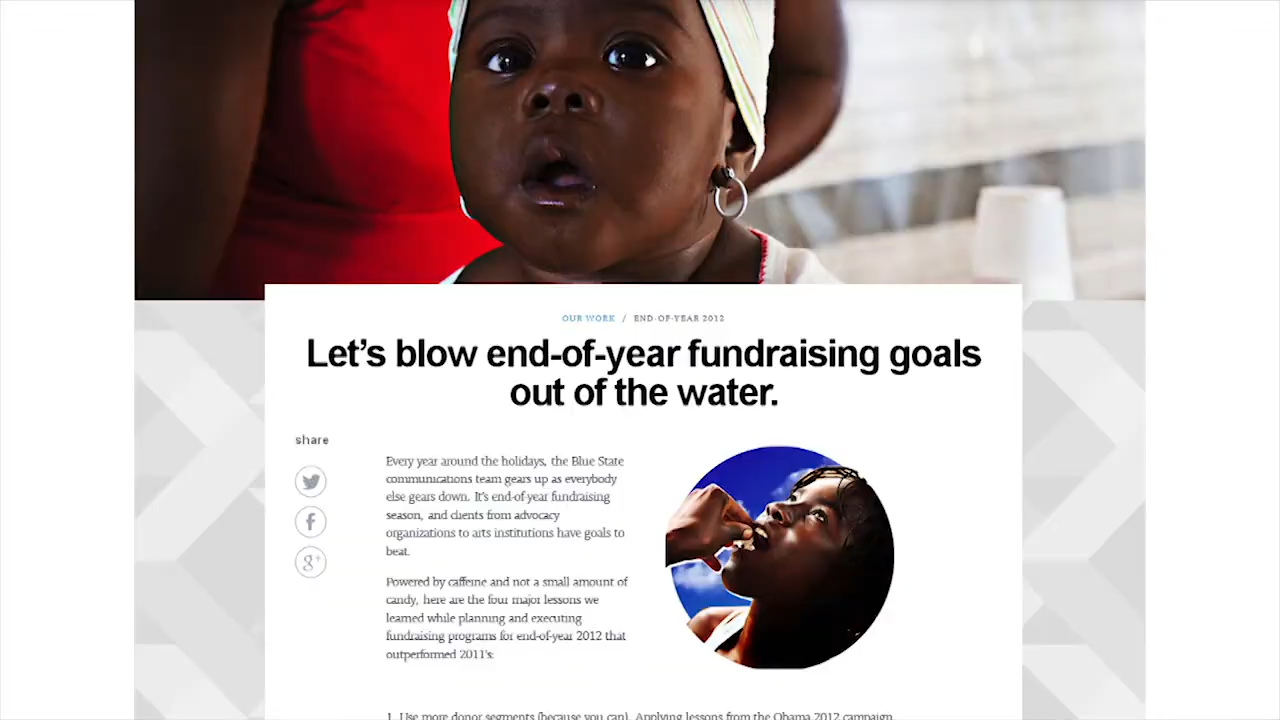 OUR WORK / END-OF-YEAR 2012
Let's blow end-of-year fundraising goals
out of the water.
share
Every year around the holidays, the Blue State
communications team gears up as everybody
else gears down. It's end-of-year fundraising
season, and clients from advocacy
organizations to arts institutions have goals to
beat.
g+
Powered by caffeine and not a small amount of
candy, here are the four major lessons we
learned while planning and executing
fundraising programs for end-of-year 2012 that
outperformed 2011's:
1. Use more donor segments (because you can). Applying lessons from the Obama 2012 campaign,